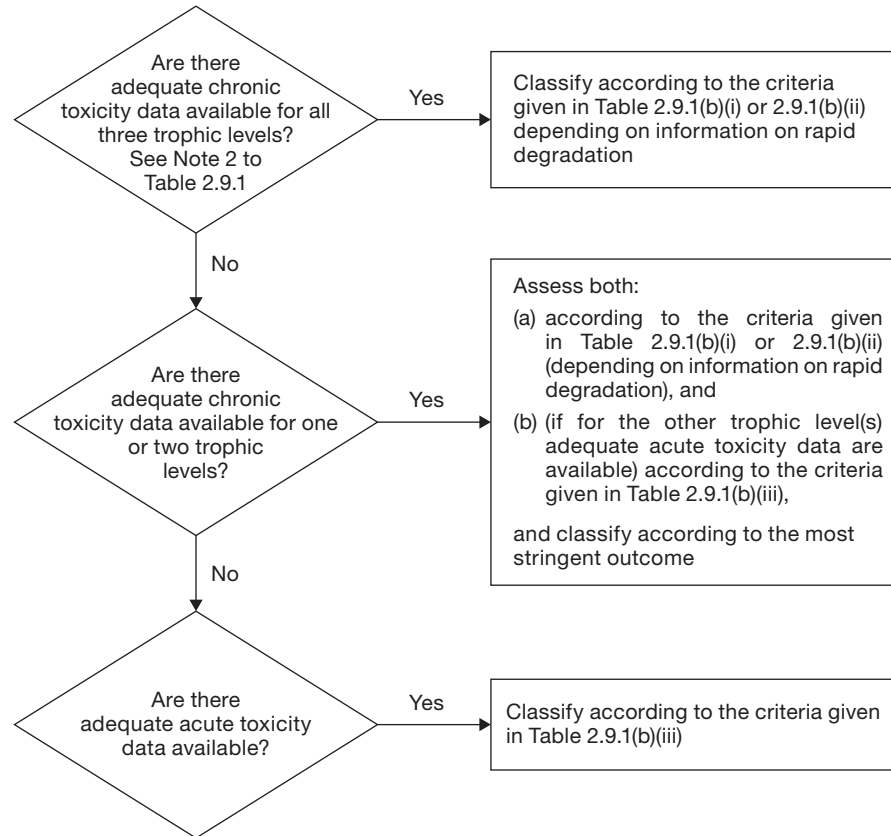 Are there
adequate chronic
toxicity data available for all
three trophic levels?
See Note 2 to
Table 2.9.1
Yes
Classify according to the criteria
given in Table 2.9.1(b)(i) or 2.9.1(b)(ii)
depending on information on rapid
degradation
No
Are there
adequate chronic
toxicity data available for one
or two trophic
levels?
Yes
Assess both:
(a) according to the criteria given
in Table 2.9.1(b)(i) or 2.9.1(b)(ii)
(depending on information on rapid
degradation), and
(b) (if for the other trophic level(s)
adequate acute toxicity data are
available) according to the criteria
given in Table 2.9.1(b)(iii),
and classify according to the most
stringent outcome
No
Are there
adequate acute toxicity
data available?
Yes
Classify according to the criteria given
in Table 2.9.1(b)(iii)